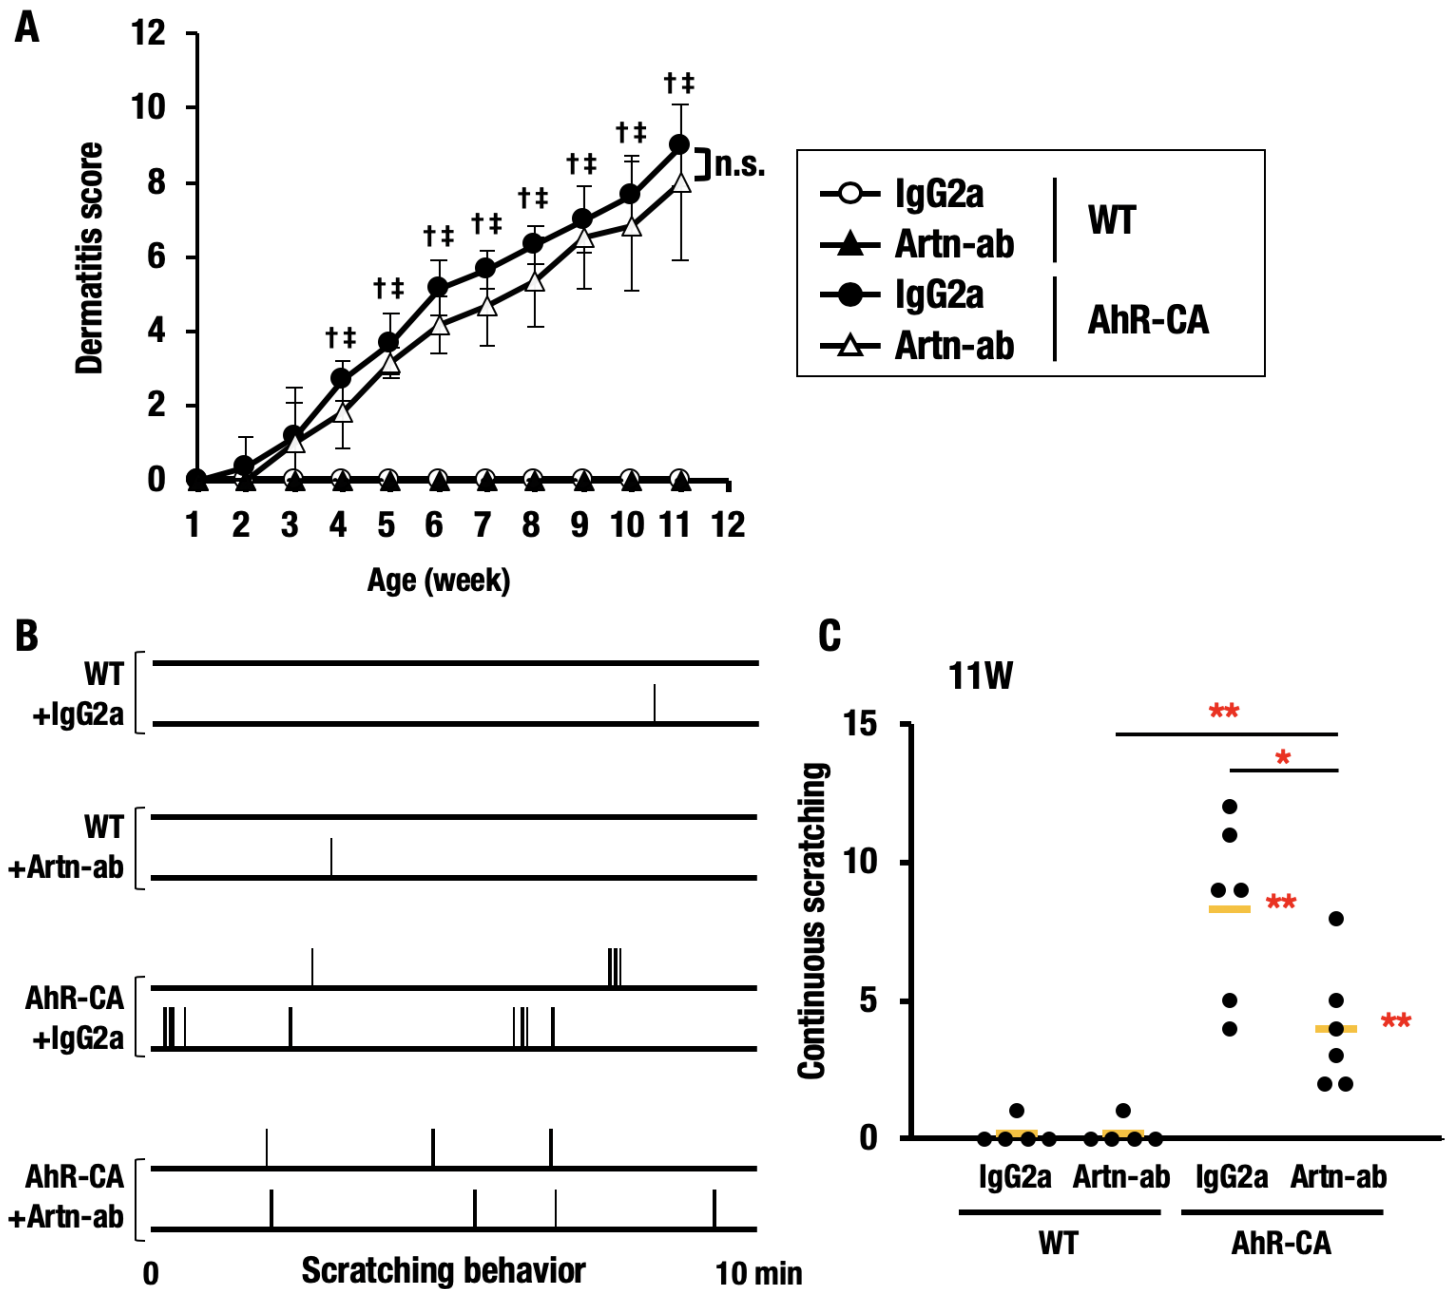 A
12
10
8
6
4
2
0
Dermatitis score
†‡
†‡
†‡
†‡
†‡
†‡
†‡
†‡
n.s.
1 2 3 4 5 6 7 8 9 10 11 12
Age (week)
IgG2a
Artn-ab
WT
IgG2a
Artn-ab
AhR-CA
B
WT
+IgG2a
WT
+Artn-ab
AhR-CA
+IgG2a
AhR-CA
+Artn-ab
0 Scratching behavior 10 min
C
11W
15
10
5
0
Continuous scratching
**
*
**
**
IgG2a Artn-ab IgG2a Artn-ab
WT AhR-CA